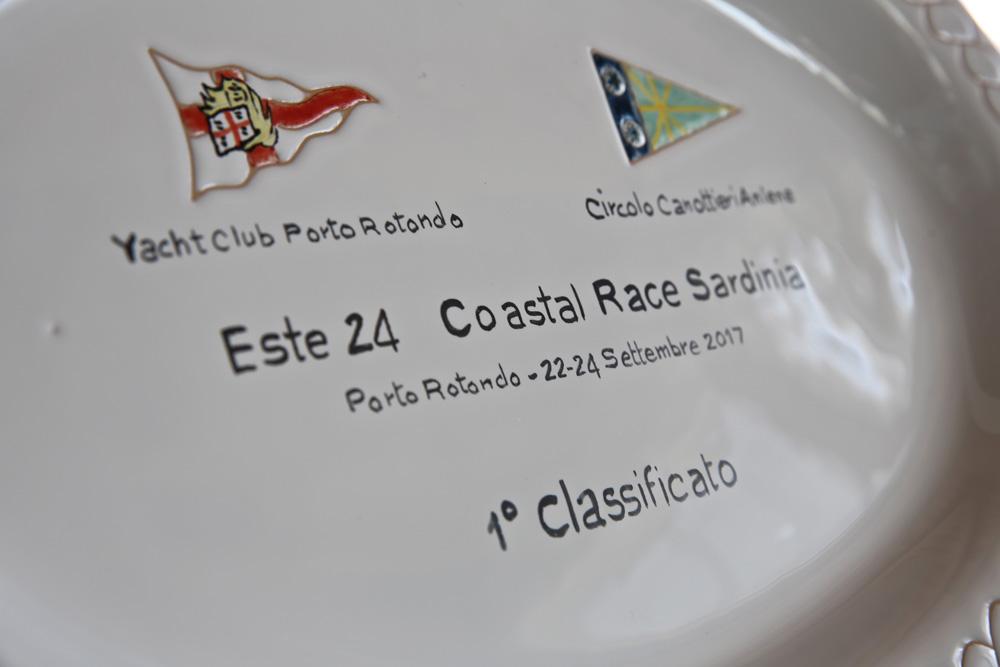 Yacht Club Porto Rotondo
Circolo Canottieri Aniene
Este 24 Coastal Race Sardinia
Porto Rotondo - 22-24 Settembre 2017
1° Classificato